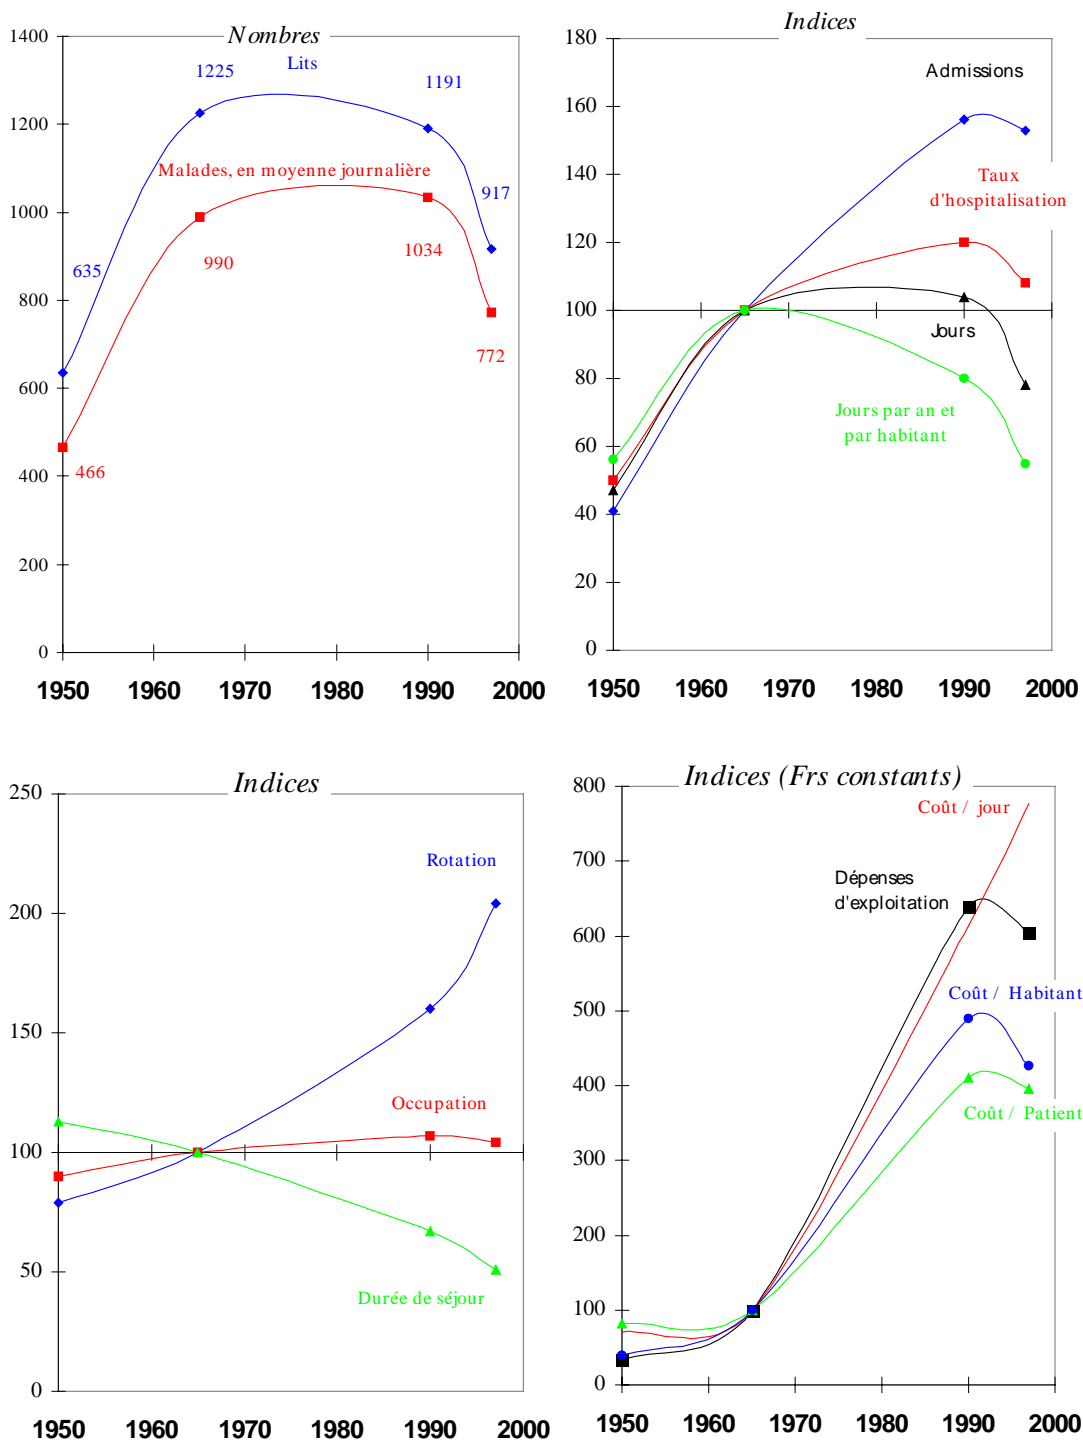 Nombres
1400
1200
1000
800
600
400
200
0
1950 1960 1970 1980 1990 2000
Lits
1225
1191
Malades, en moyenne journalière
917
635
990
1034
772
466
Indices
180
160
140
120
100
80
60
40
20
0
1950 1960 1970 1980 1990 2000
Admissions
Taux
d'hospitalisation
Jours
Jours par an et
par habitant
Indices
250
200
150
100
50
0
1950 1960 1970 1980 1990 2000
Rotation
Occupation
Durée de séjour
Indices (Frs constants)
800
700
600
500
400
300
200
100
0
1950 1960 1970 1980 1990 2000
Coût / jour
Dépenses
d'exploitation
Coût / Habitant
Coût / Patient